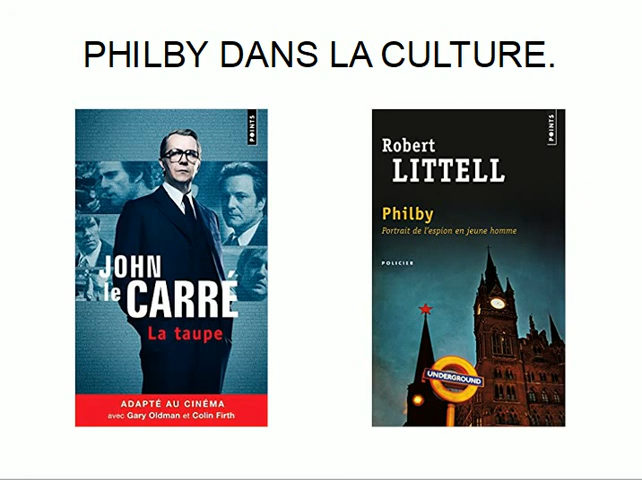 PHILBY DANS LA CULTURE.
POINTS
JOHN
le CARRÉ
La taupe
ADAPTÉ AU CINÉMA
avec Gary Oldman et Colin Firth
POINTS
Robert
LITTELL
Philby
Portrait de l'espion en jeune homme
POLICIER
UNDERGROUND